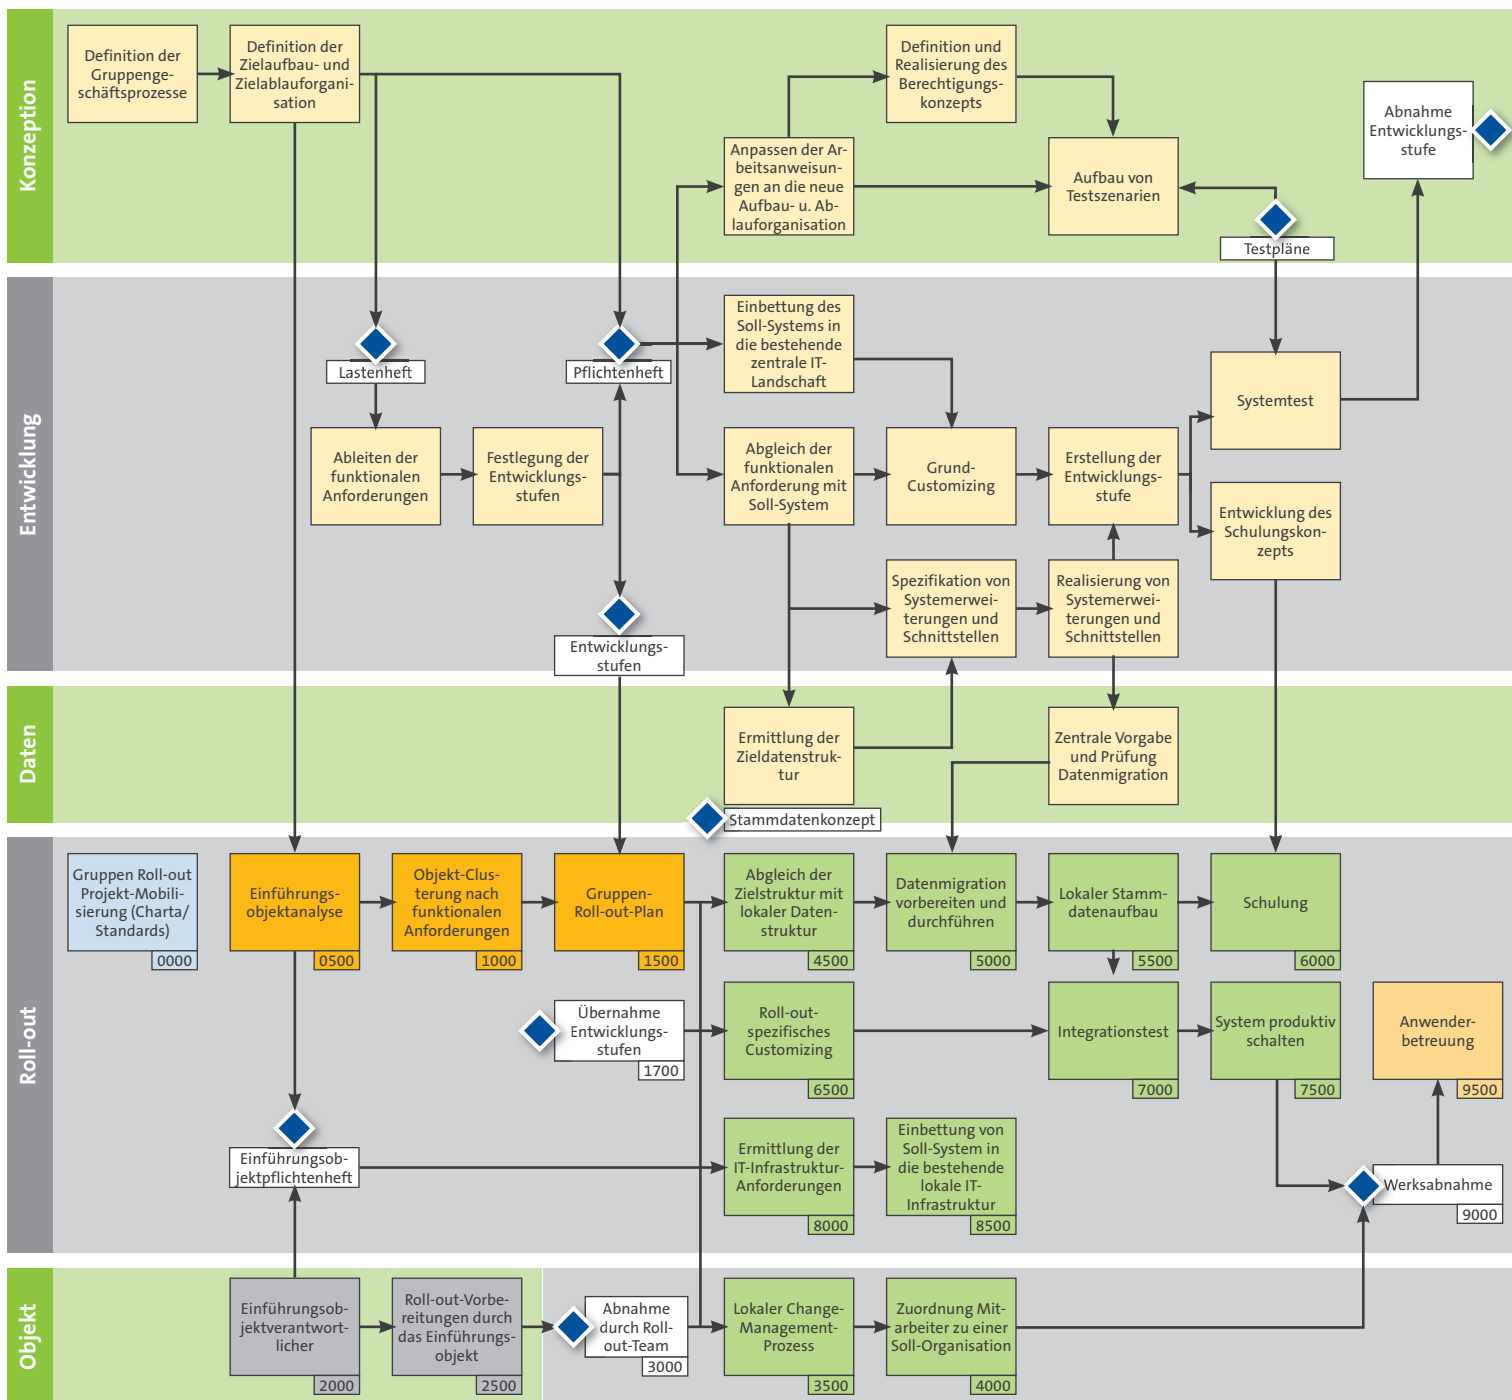 Konzeption
Definition der
Gruppenge-
schäftsprozesse
Definition der
Zielaufbau- und
Zielablauforgani-
sation
Definition und
Realisierung des
Berechtigungs-
konzepts
Anpassen der Ar-
beitsanweisun-
gen an die neue
Aufbau- u. Ab-
lauforganisation
Aufbau von
Testszenarien
Abnahme
Entwicklungs-
stufe
Testpläne
Entwicklung
Lastenheft
Pflichtenheft
Einbettung des
Soll-Systems in
die bestehende
zentrale IT-
Landschaft
Systemtest
Ableiten der
funktionalen
Anforderungen
Festlegung der
Entwicklungs-
stufen
Abgleich der
funktionalen
Anforderung mit
Soll-System
Grund-
Customizing
Erstellung der
Entwicklungs-
stufe
Entwicklung des
Schulungskon-
zepts
Spezifikation von
Systemerwei-
terungen und
Schnittstellen
Realisierung von
Systemerwei-
terungen und
Schnittstellen
Entwicklungs-
stufen
Daten
Ermittlung der
Zieldatenstruk-
tur
Zentrale Vorgabe
und Prüfung
Datenmigration
Stammdatenkonzept
Roll-out
Gruppen Roll-out
Projekt-Mobili-
sierung (Charta/
Standards)
0000
Einführungs-
objektanalyse
0500
Objekt-Clus-
terung nach
funktionalen
Anforderungen
1000
Gruppen-
Roll-out-Plan
1500
Abgleich der
Zielstruktur mit
lokaler Daten-
struktur
4500
Datenmigration
vorbereiten und
durchführen
5000
Lokaler Stamm-
datenaufbau
5500
Schulung
6000
Übernahme
Entwicklungs-
stufen
1700
Roll-out-
spezifisches
Customizing
6500
Integrationstest
7000
System produktiv
schalten
7500
Anwender-
betreuung
9500
Einführungsob-
jektpflichtenheft
Ermittlung der
IT-Infrastruktur-
Anforderungen
8000
Einbettung von
Soll-System in
die bestehende
lokale IT-
Infrastruktur
8500
Werksabnahme
9000
Objekt
Einführungsob-
jektverantwort-
licher
2000
Roll-out-Vorbe-
reitungen durch
das Einführungs-
objekt
2500
Abnahme
durch Roll-
out-Team
3000
Lokaler Change-
Management-
Prozess
3500
Zuordnung Mit-
arbeiter zu einer
Soll-Organisation
4000